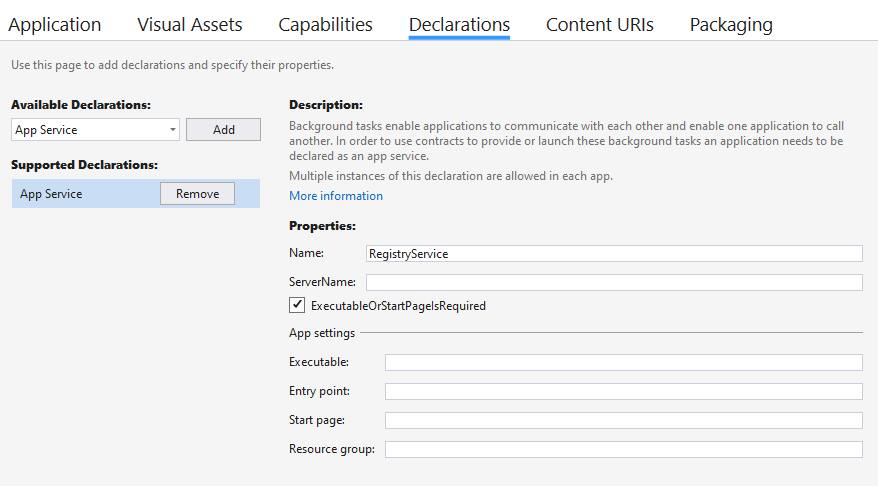 Application Visual Assets Capabilities Declarations Content URIs Packaging
Use this page to add declarations and specify their properties.
Available Declarations:
App Service
Add
Supported Declarations:
App Service
Remove
Description:
Background tasks enable applications to communicate with each other and enable one application to call
another. In order to use contracts to provide or launch these background tasks an application needs to be
declared as an app service.
Multiple instances of this declaration are allowed in each app.
More information
Properties:
Name: RegistryService
ServerName:
ExecutableOrStartPageIsRequired
App settings
Executable:
Entry point:
Start page:
Resource group: